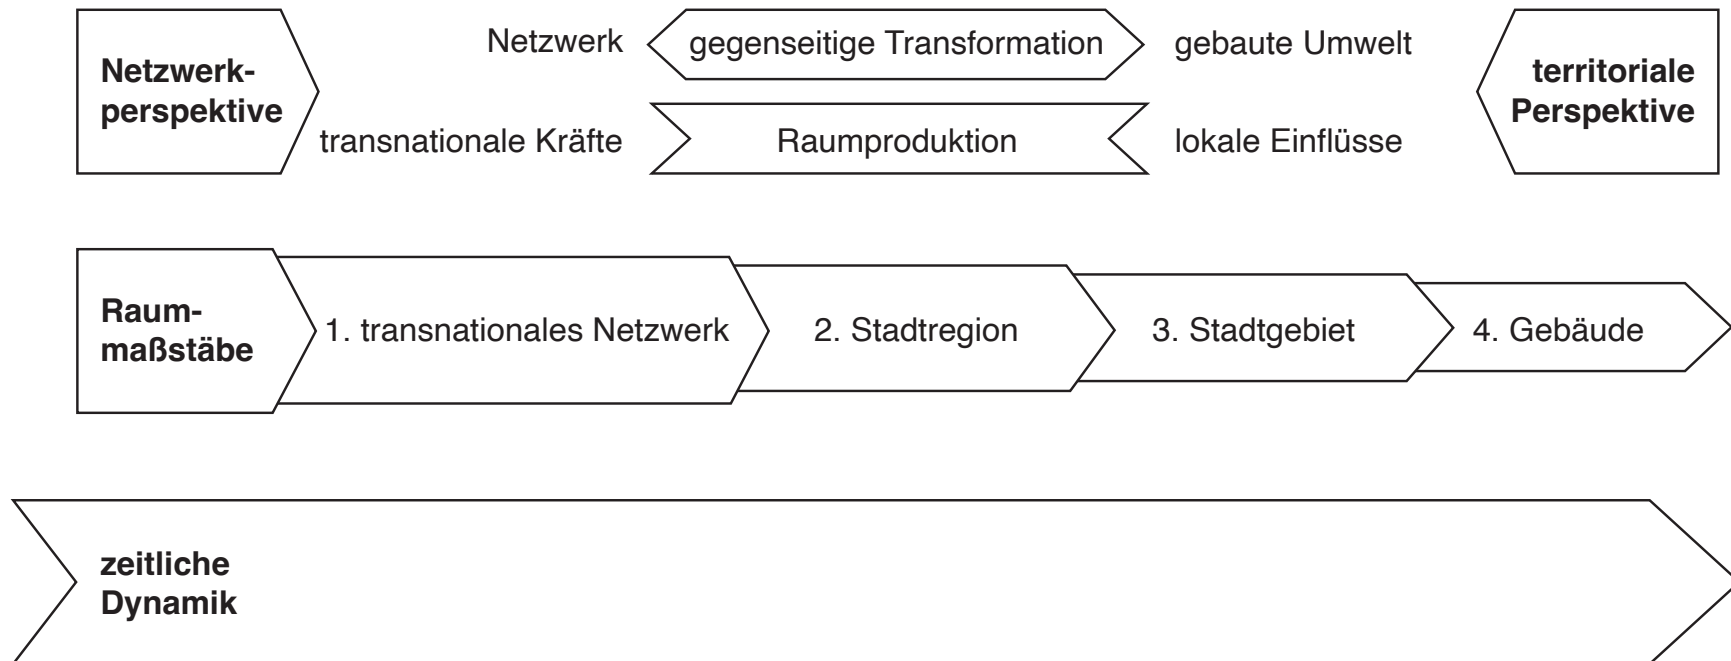 Netzwerk-
perspektive
Netzwerk gegenseitige Transformation gebaute Umwelt
transnationale Kräfte Raumproduktion lokale Einflüsse
territoriale
Perspektive
Raum-
maßstäbe
1. transnationales Netzwerk 2. Stadtregion 3. Stadtgebiet 4. Gebäude
zeitliche
Dynamik